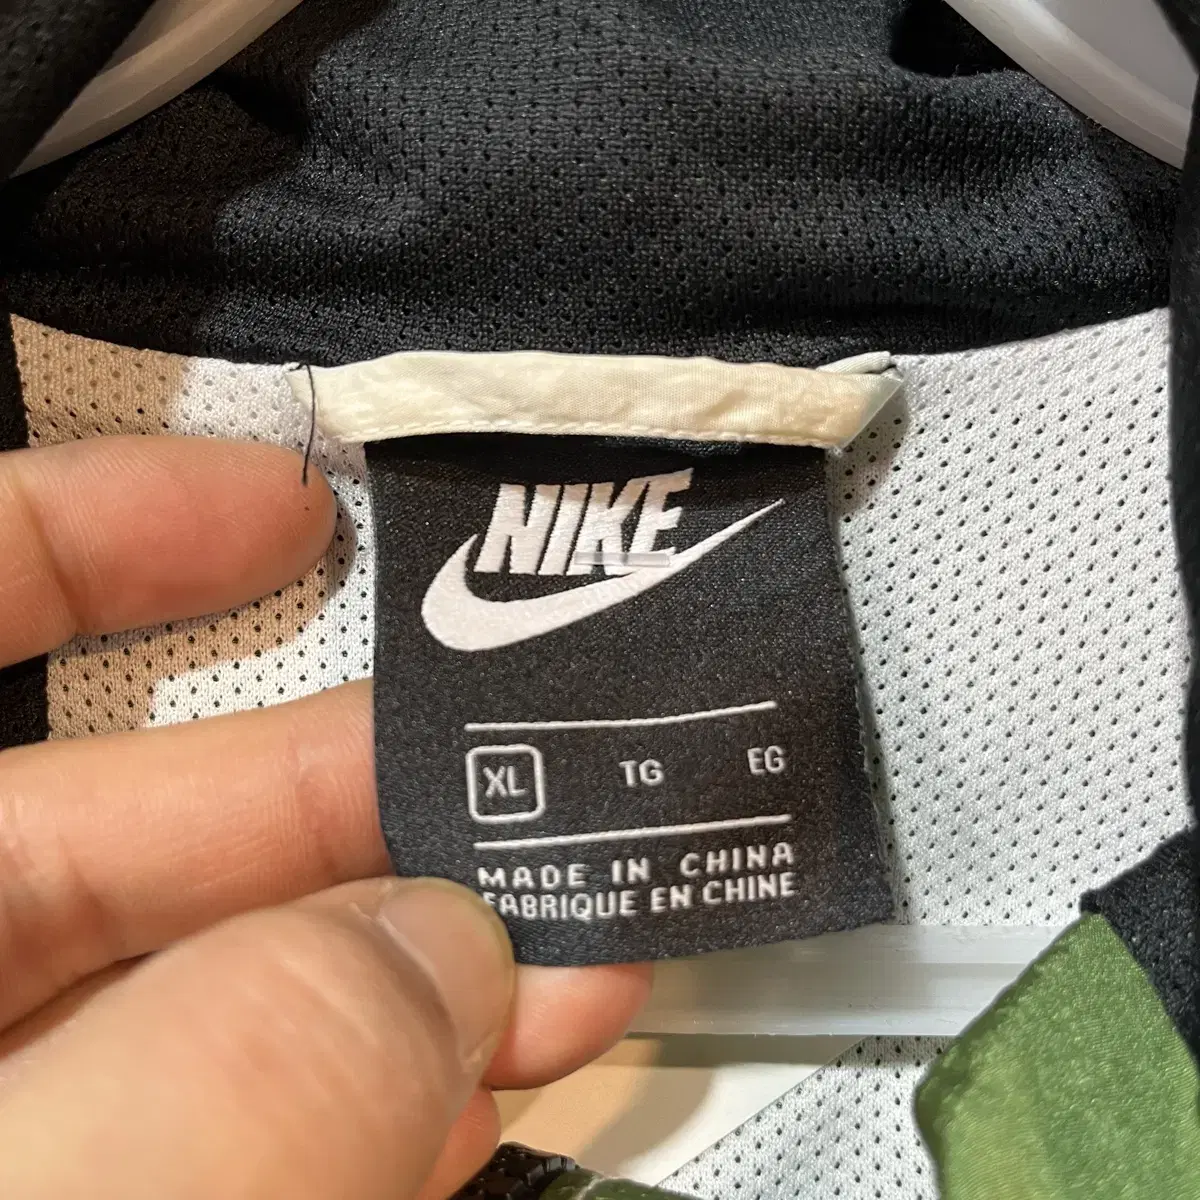 NIKE
XL TG EG
MADE IN CHINA
FABRIQUE EN CHINE